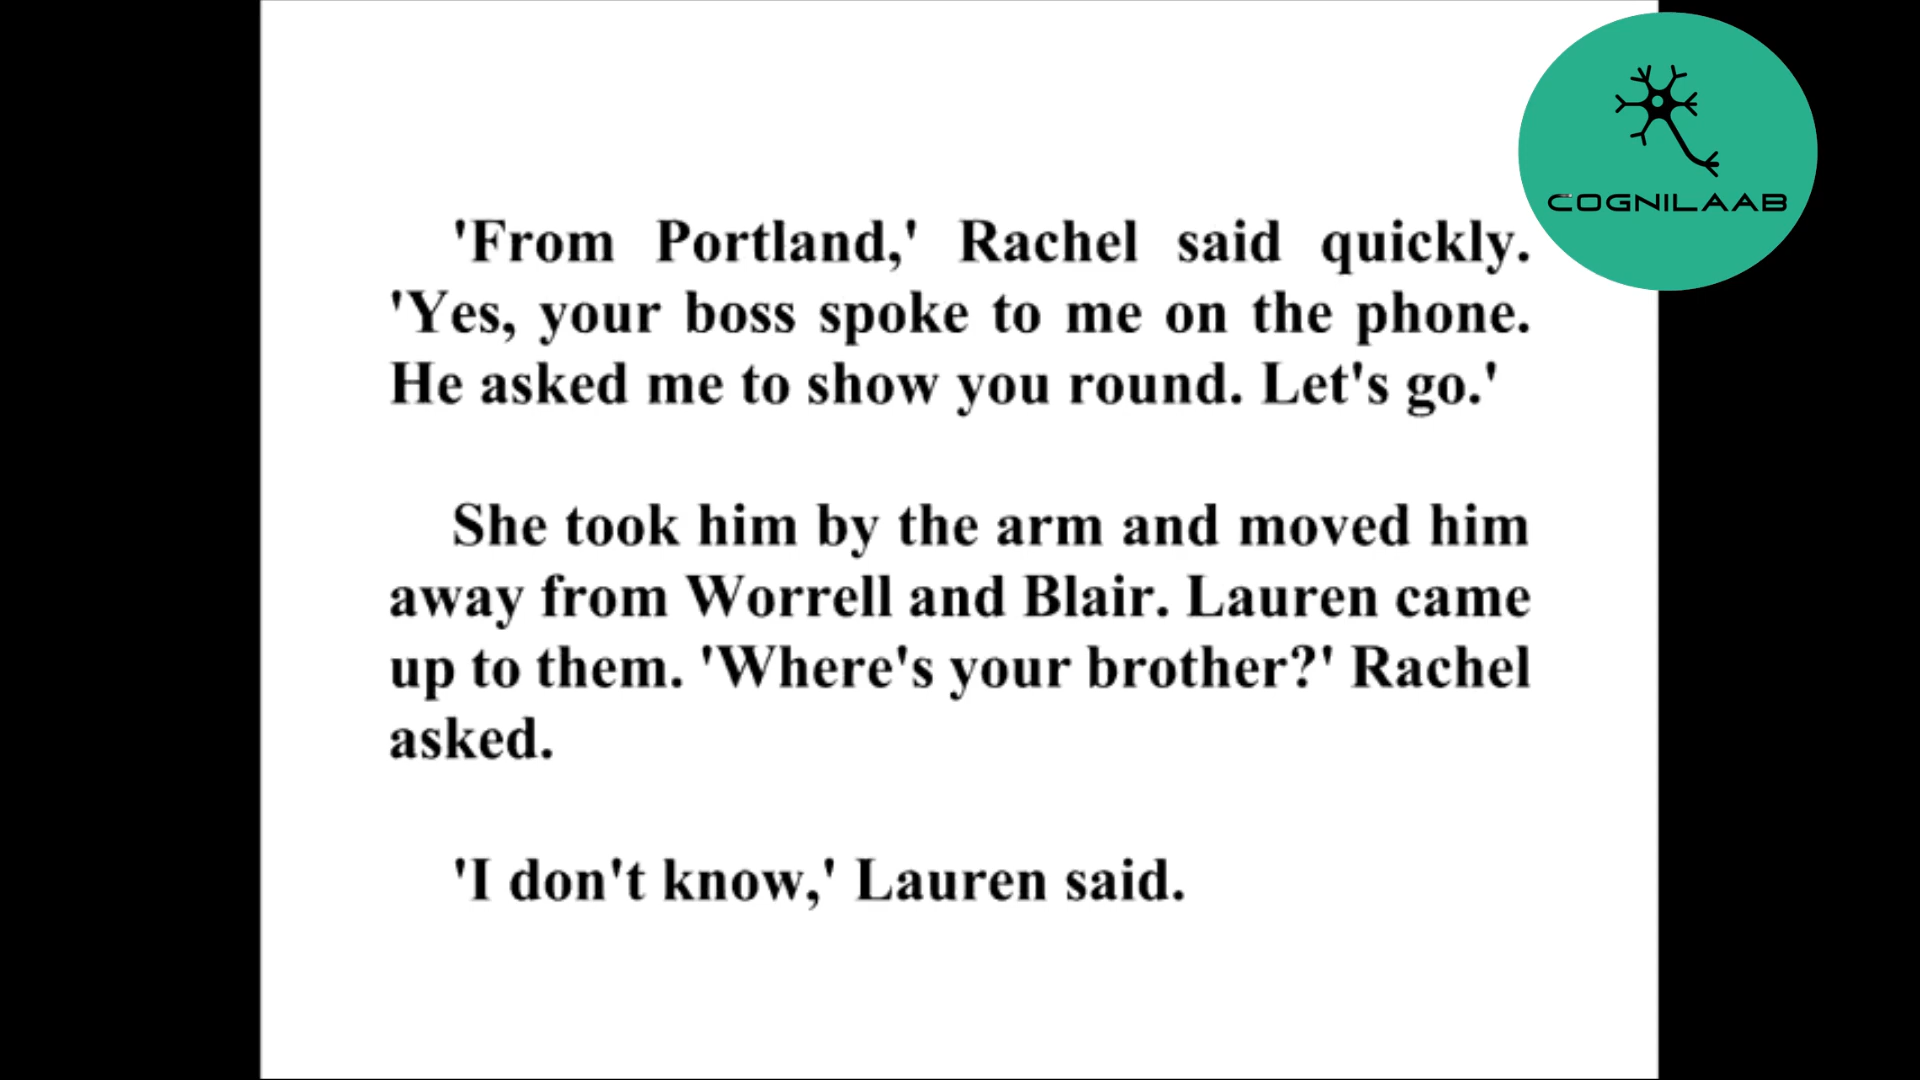 COGNILAAB
'From Portland,' Rachel said quickly.
'Yes, your boss spoke to me on the phone.
He asked me to show you round. Let's go.'
She took him by the arm and moved him
away from Worrell and Blair. Lauren came
up to them. 'Where's your brother?' Rachel
asked.
'I don't know,' Lauren said.